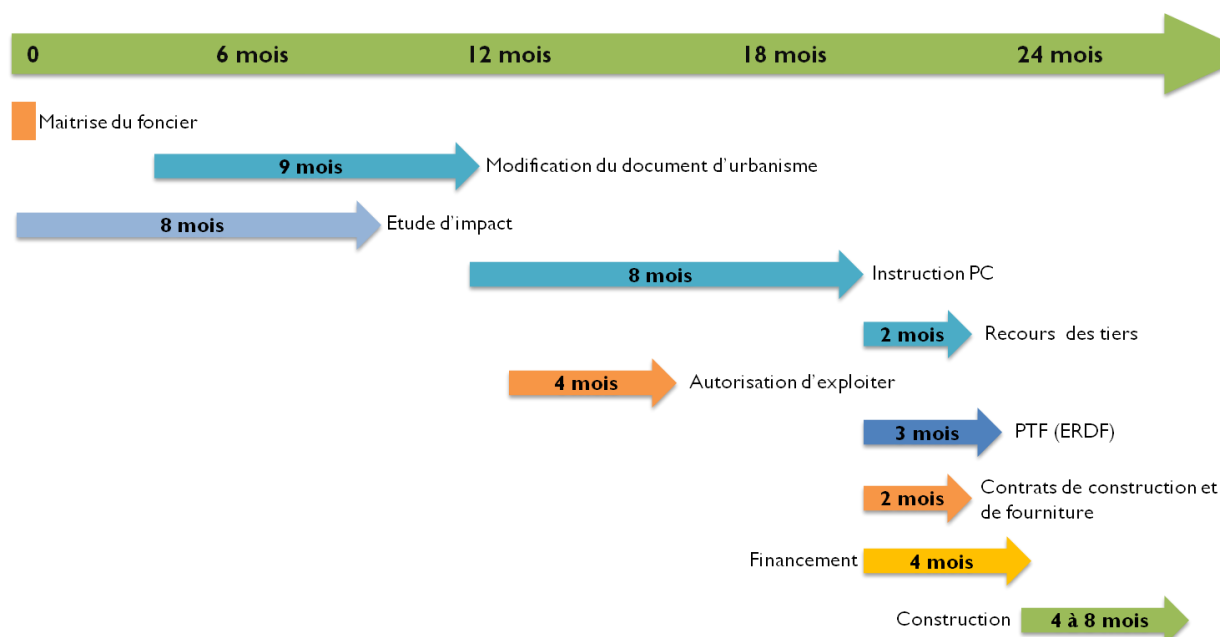 0 6 mois 12 mois 18 mois 24 mois
Maitrise du foncier
9 mois Modification du document d'urbanisme
8 mois Etude d'impact
8 mois Instruction PC
2 mois Recours des tiers
4 mois Autorisation d'exploiter
3 mois PTF (ERDF)
2 mois Contrats de construction et
de fourniture
Financement 4 mois
Construction 4 à 8 mois